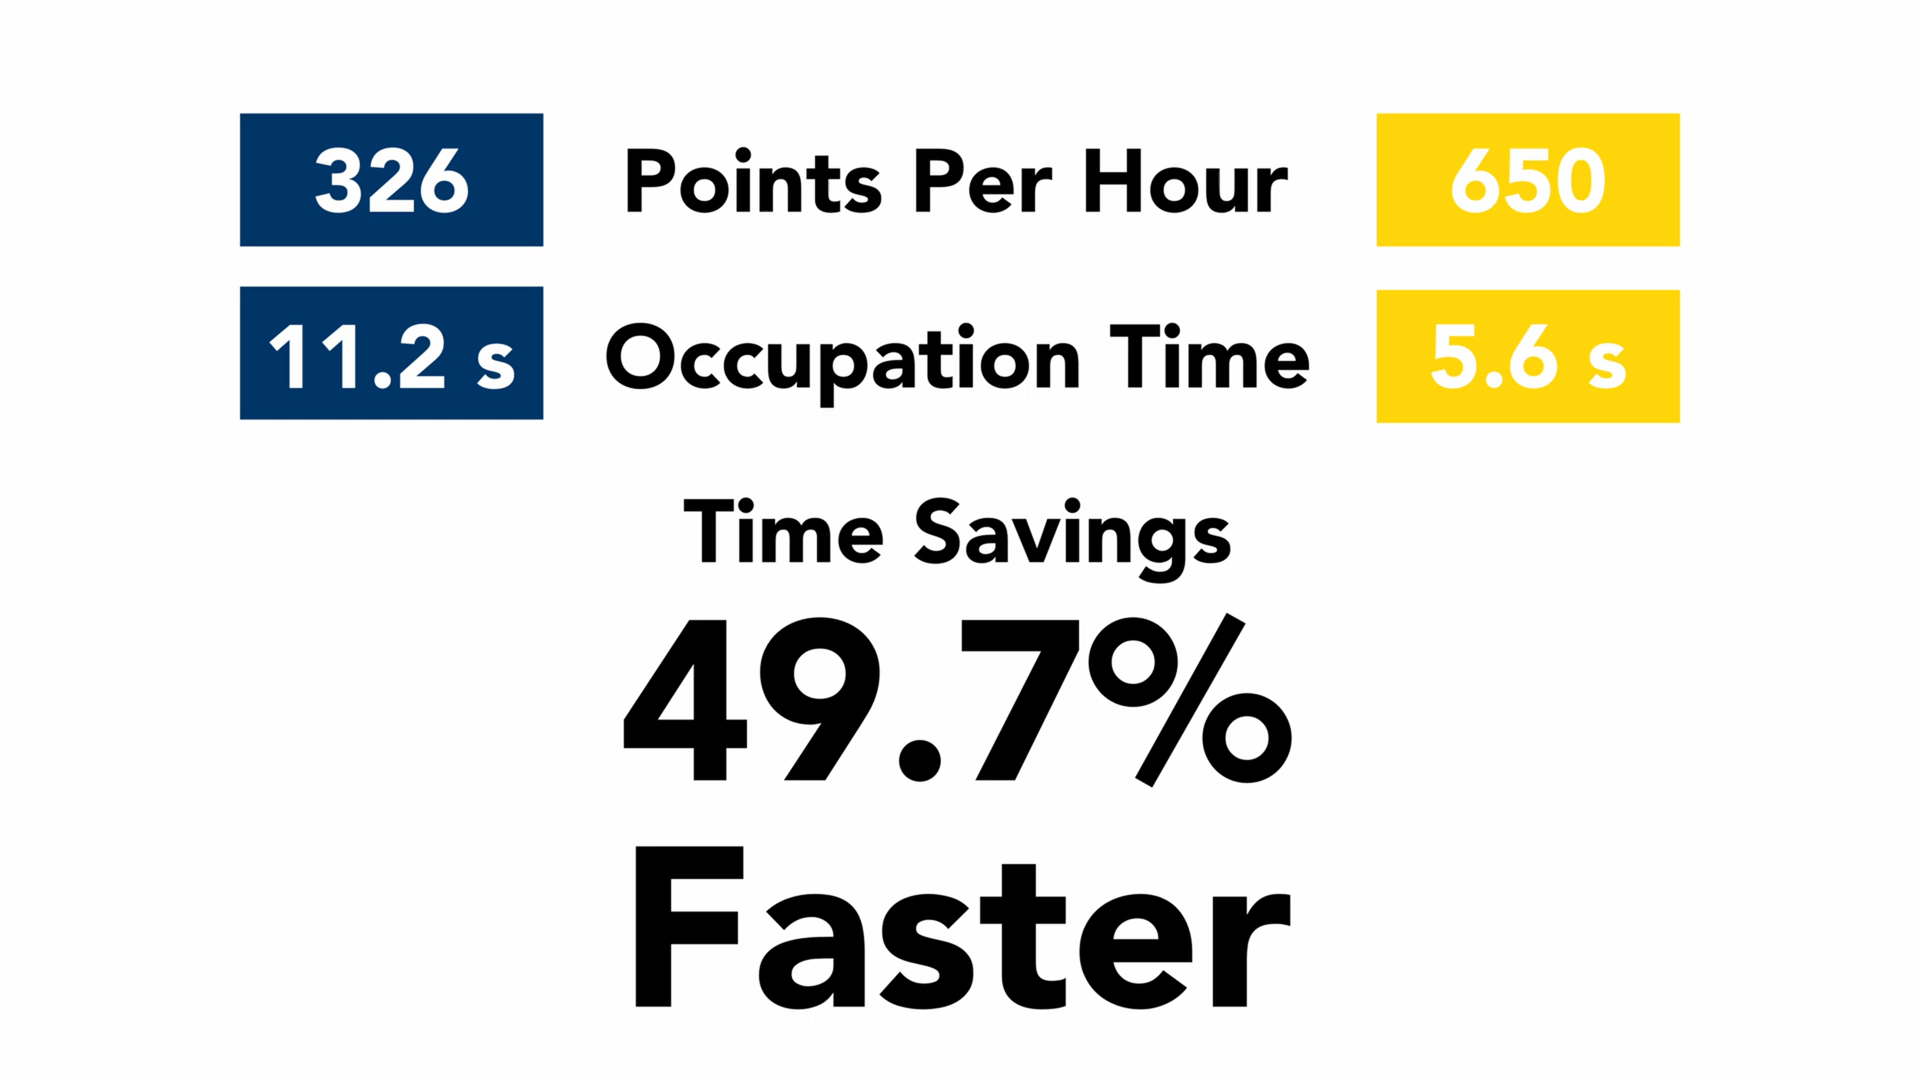 326 Points Per Hour 650
11.2 s Occupation Time 5.6 s
Time Savings
49.7%
Faster